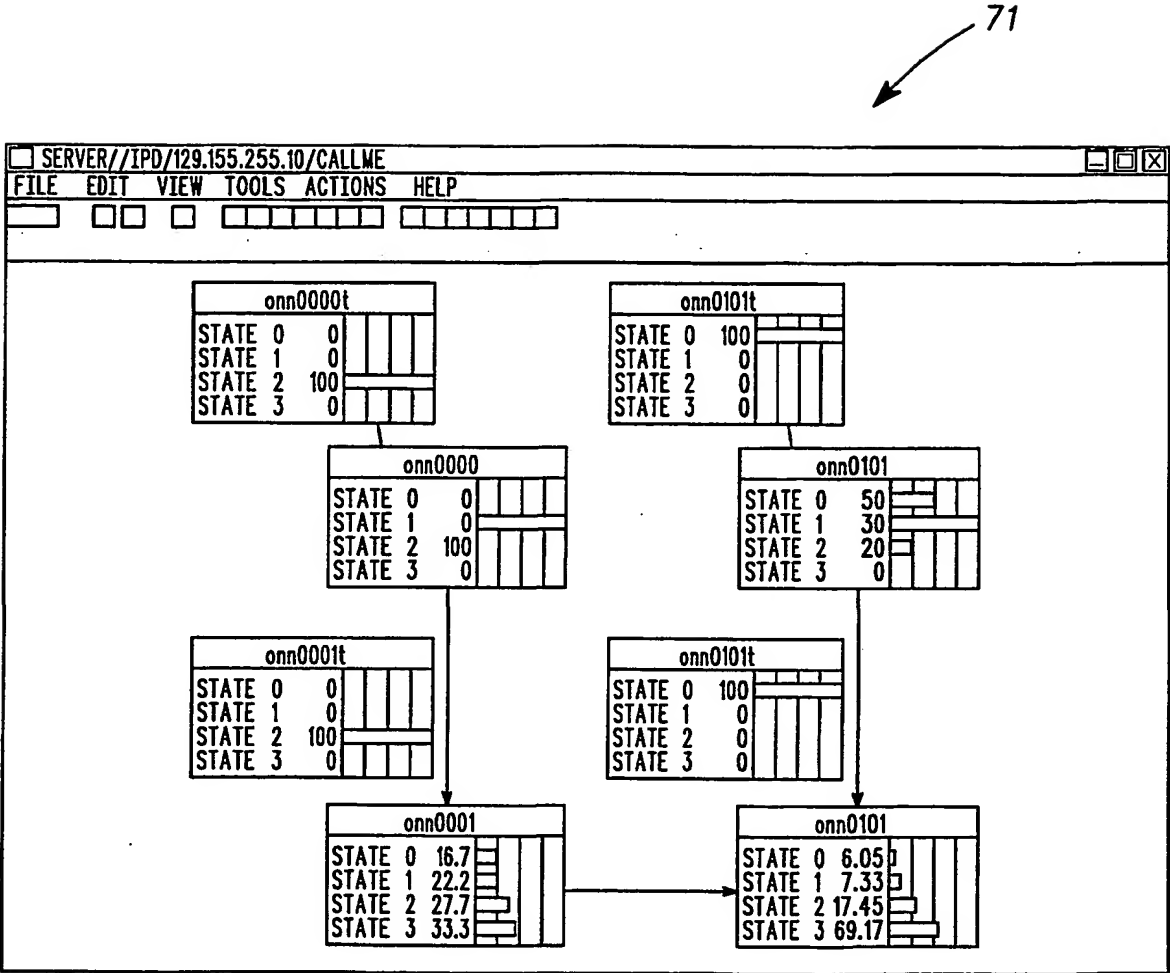 71
SERVER//IPD/129.155.255.10/CALLME
FILE EDIT VIEW TOOLS ACTIONS HELP
onn0000t
STATE 0 0
STATE 1 0
STATE 2 100
STATE 3 0
onn0101t
STATE 0 100
STATE 1 0
STATE 2 0
STATE 3 0
onn0000
STATE 0 0
STATE 1 0
STATE 2 100
STATE 3 0
onn0101
STATE 0 50
STATE 1 30
STATE 2 20
STATE 3 0
onn0001t
STATE 0 0
STATE 1 0
STATE 2 100
STATE 3 0
onn0101t
STATE 0 100
STATE 1 0
STATE 2 0
STATE 3 0
onn0001
STATE 0 16.7
STATE 1 22.2
STATE 2 27.7
STATE 3 33.3
onn0101
STATE 0 6.05
STATE 1 7.33
STATE 2 17.45
STATE 3 69.17